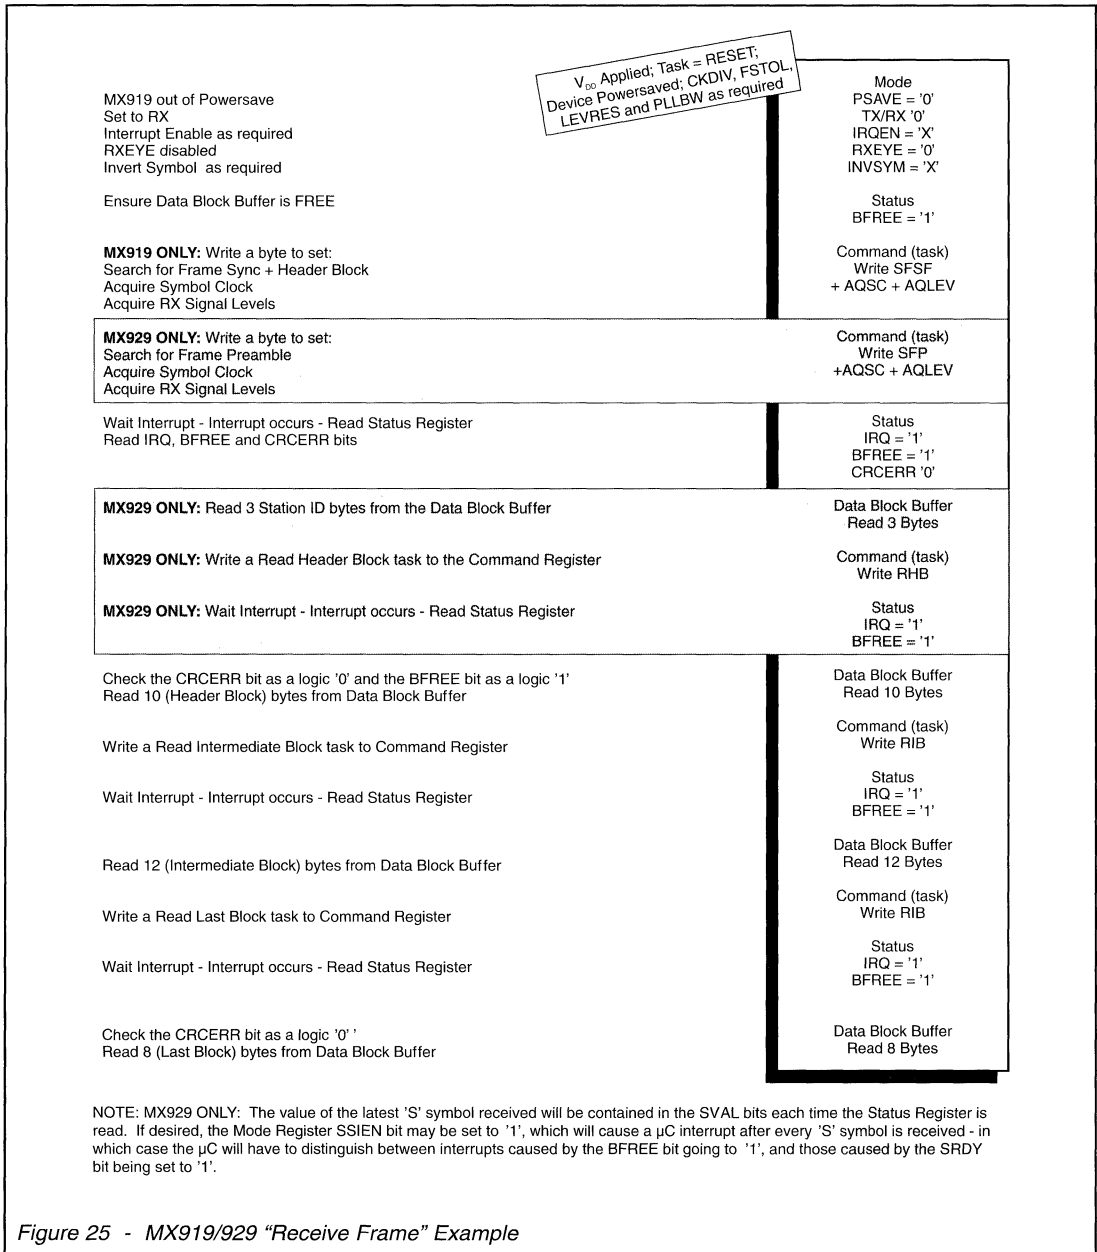 V_DD Applied; Task = RESET;
Device Powersaved; CKDIV, FSTOL,
LEVRES and PLLBW as required
Mode
MX919 out of Powersave PSAVE = '0'
Set to RX TX/RX '0'
Interrupt Enable as required IRQEN = 'X'
RXEYE disabled RXEYE = '0'
Invert Symbol as required INVSYM = 'X'
Ensure Data Block Buffer is FREE Status
BFREE = '1'
MX919 ONLY: Write a byte to set: Command (task)
Search for Frame Sync + Header Block Write SFSF
Acquire Symbol Clock + AQSC + AQLEV
Acquire RX Signal Levels
MX929 ONLY: Write a byte to set: Command (task)
Search for Frame Preamble Write SFP
Acquire Symbol Clock +AQSC + AQLEV
Acquire RX Signal Levels
Wait Interrupt - Interrupt occurs - Read Status Register Status
Read IRQ, BFREE and CRCERR bits IRQ = '1'
BFREE = '1'
CRCERR '0'
MX929 ONLY: Read 3 Station ID bytes from the Data Block Buffer Data Block Buffer
Read 3 Bytes
MX929 ONLY: Write a Read Header Block task to the Command Register Command (task)
Write RHB
MX929 ONLY: Wait Interrupt - Interrupt occurs - Read Status Register Status
IRQ = '1'
BFREE = '1'
Check the CRCERR bit as a logic '0' and the BFREE bit as a logic '1' Data Block Buffer
Read 10 (Header Block) bytes from Data Block Buffer Read 10 Bytes
Command (task)
Write a Read Intermediate Block task to Command Register Write RIB
Status
Wait Interrupt - Interrupt occurs - Read Status Register IRQ = '1'
BFREE = '1'
Data Block Buffer
Read 12 (Intermediate Block) bytes from Data Block Buffer Read 12 Bytes
Command (task)
Write a Read Last Block task to Command Register Write RIB
Status
Wait Interrupt - Interrupt occurs - Read Status Register IRQ = '1'
BFREE = '1'
Check the CRCERR bit as a logic '0' ' Data Block Buffer
Read 8 (Last Block) bytes from Data Block Buffer Read 8 Bytes
NOTE: MX929 ONLY: The value of the latest 'S' symbol received will be contained in the SVAL bits each time the Status Register is
read. If desired, the Mode Register SSIEN bit may be set to '1', which will cause a µC interrupt after every 'S' symbol is received - in
which case the µC will have to distinguish between interrupts caused by the BFREE bit going to '1', and those caused by the SRDY
bit being set to '1'.
Figure 25 - MX919/929 “Receive Frame” Example